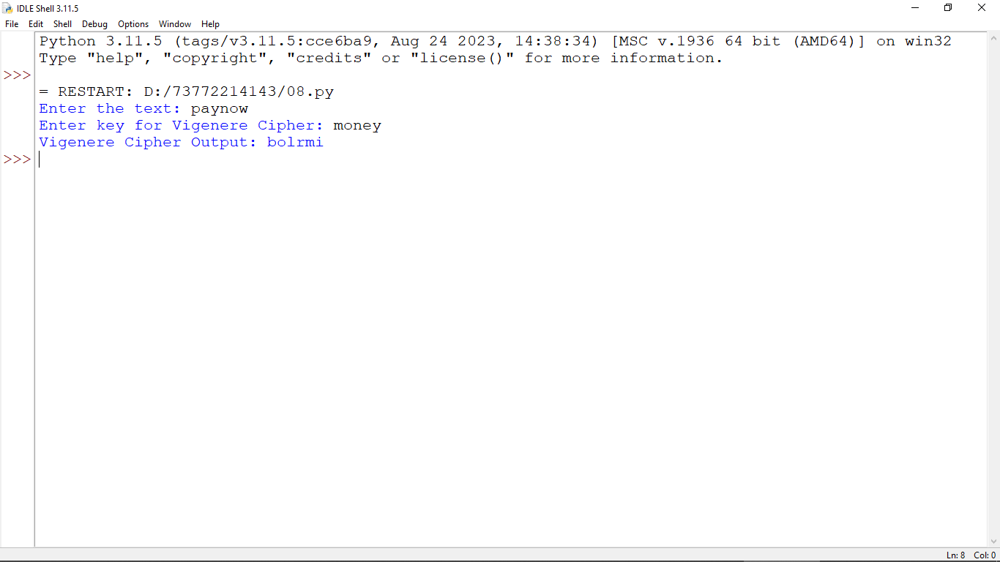 IDLE Shell 3.11.5
File Edit Shell Debug Options Window Help
Python 3.11.5 (tags/v3.11.5:cce6ba9, Aug 24 2023, 14:38:34) [MSC v.1936 64 bit (AMD64)] on win32
Type "help", "copyright", "credits" or "license()" for more information.
>>>
= RESTART: D:/73772214143/08.py
Enter the text: paynow
Enter key for Vigenere Cipher: money
Vigenere Cipher Output: bolrmi
>>>
Ln: 8 Col: 0